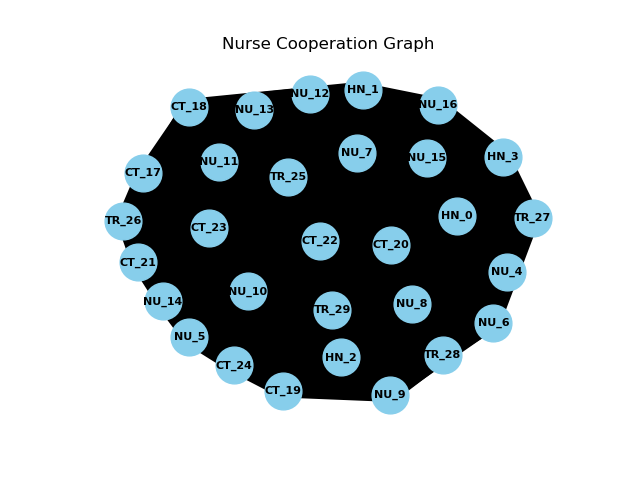 Nurse Cooperation Graph
HN_1
NU_12
CT_18
NU_16
NU_13
NU_7
HN_3
NU_15
NU_11
CT_17
TR_25
HN_0
TR_27
TR_26
CT_23
CT_22
CT_20
CT_21
NU_4
NU_10
NU_14
NU_8
TR_29
NU_6
NU_5
TR_28
HN_2
CT_24
CT_19
NU_9